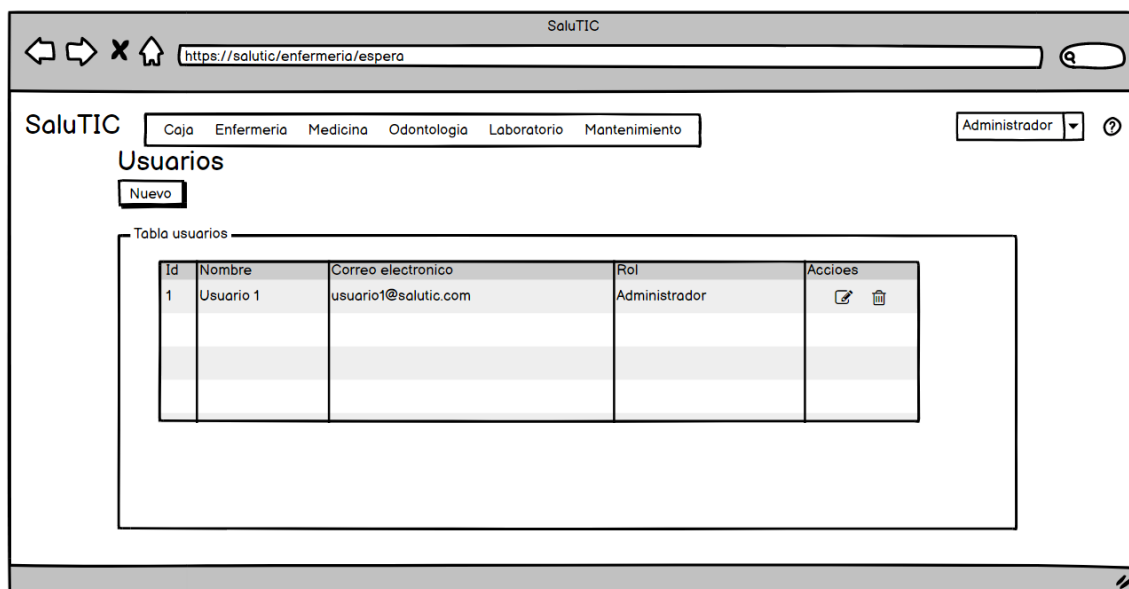 SaluTIC
https://salutic/enfermeria/espera
SaluTIC Caja Enfermeria Medicina Odontologia Laboratorio Mantenimiento Administrador ?
Usuarios
Nuevo
Tabla usuarios
Id Nombre Correo electronico Rol Accioes
1 Usuario 1 usuario1@salutic.com Administrador